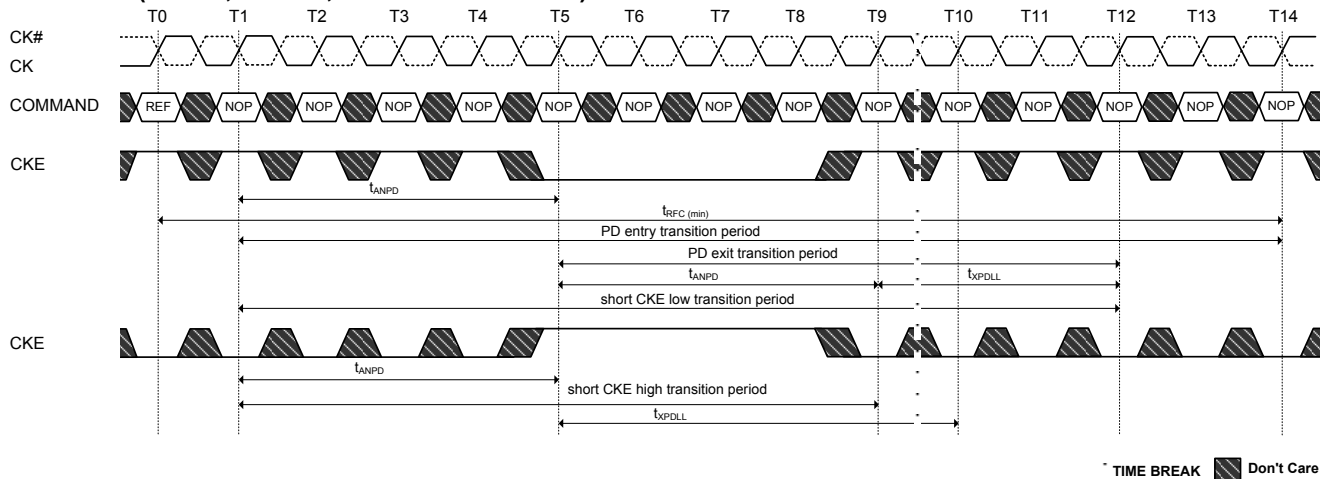 T0 T1 T2 T3 T4 T5 T6 T7 T8 T9 T10 T11 T12 T13 T14
CK#
CK
COMMAND REF NOP NOP NOP NOP NOP NOP NOP NOP NOP NOP NOP NOP NOP NOP
CKE
tANPD
tRFC (min)
PD entry transition period
PD exit transition period
tANPD tXPDLL
short CKE low transition period
CKE
tANPD
short CKE high transition period
tXPDLL
TIME BREAK Don't Care